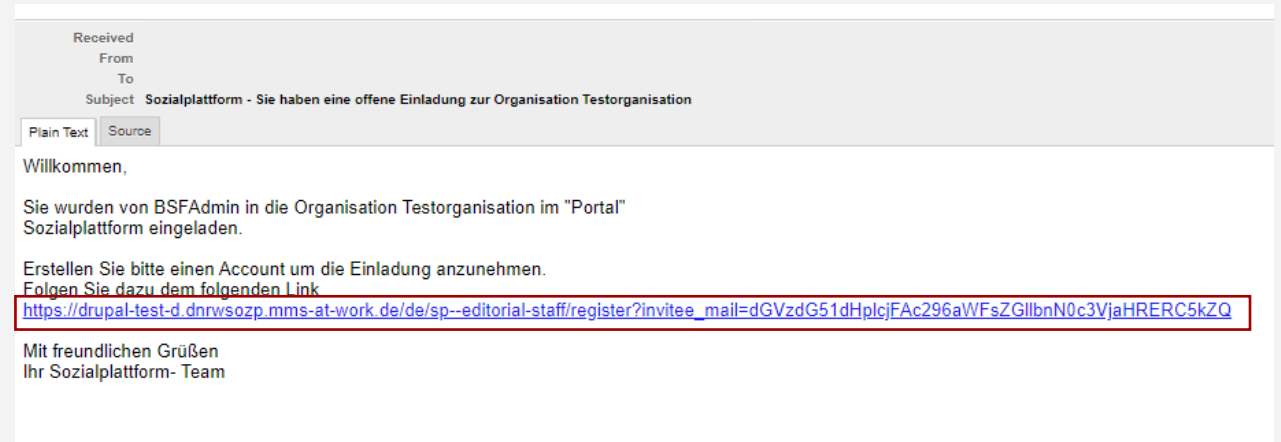 Received
From
To
Subject Sozialplattform - Sie haben eine offene Einladung zur Organisation Testorganisation
Plain Text Source
Willkommen,
Sie wurden von BSFAdmin in die Organisation Testorganisation im "Portal"
Sozialplattform eingeladen.
Erstellen Sie bitte einen Account um die Einladung anzunehmen.
Folgen Sie dazu dem folgenden Link
https://drupal-test-d.dnrwsozp.mms-at-work.de/de/sp--editorial-staff/register?invitee_mail=dGVzdG51dHplcjFAc296aWFsZGllbnN0c3VjaHRERC5kZQ
Mit freundlichen Grüßen
Ihr Sozialplattform- Team